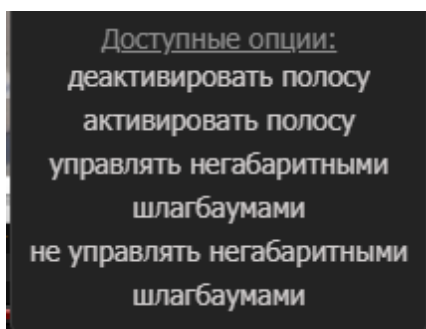 Доступные опции:
деактивировать полосу
активировать полосу
управлять негабаритными
шлагбаумами
не управлять негабаритными
шлагбаумами